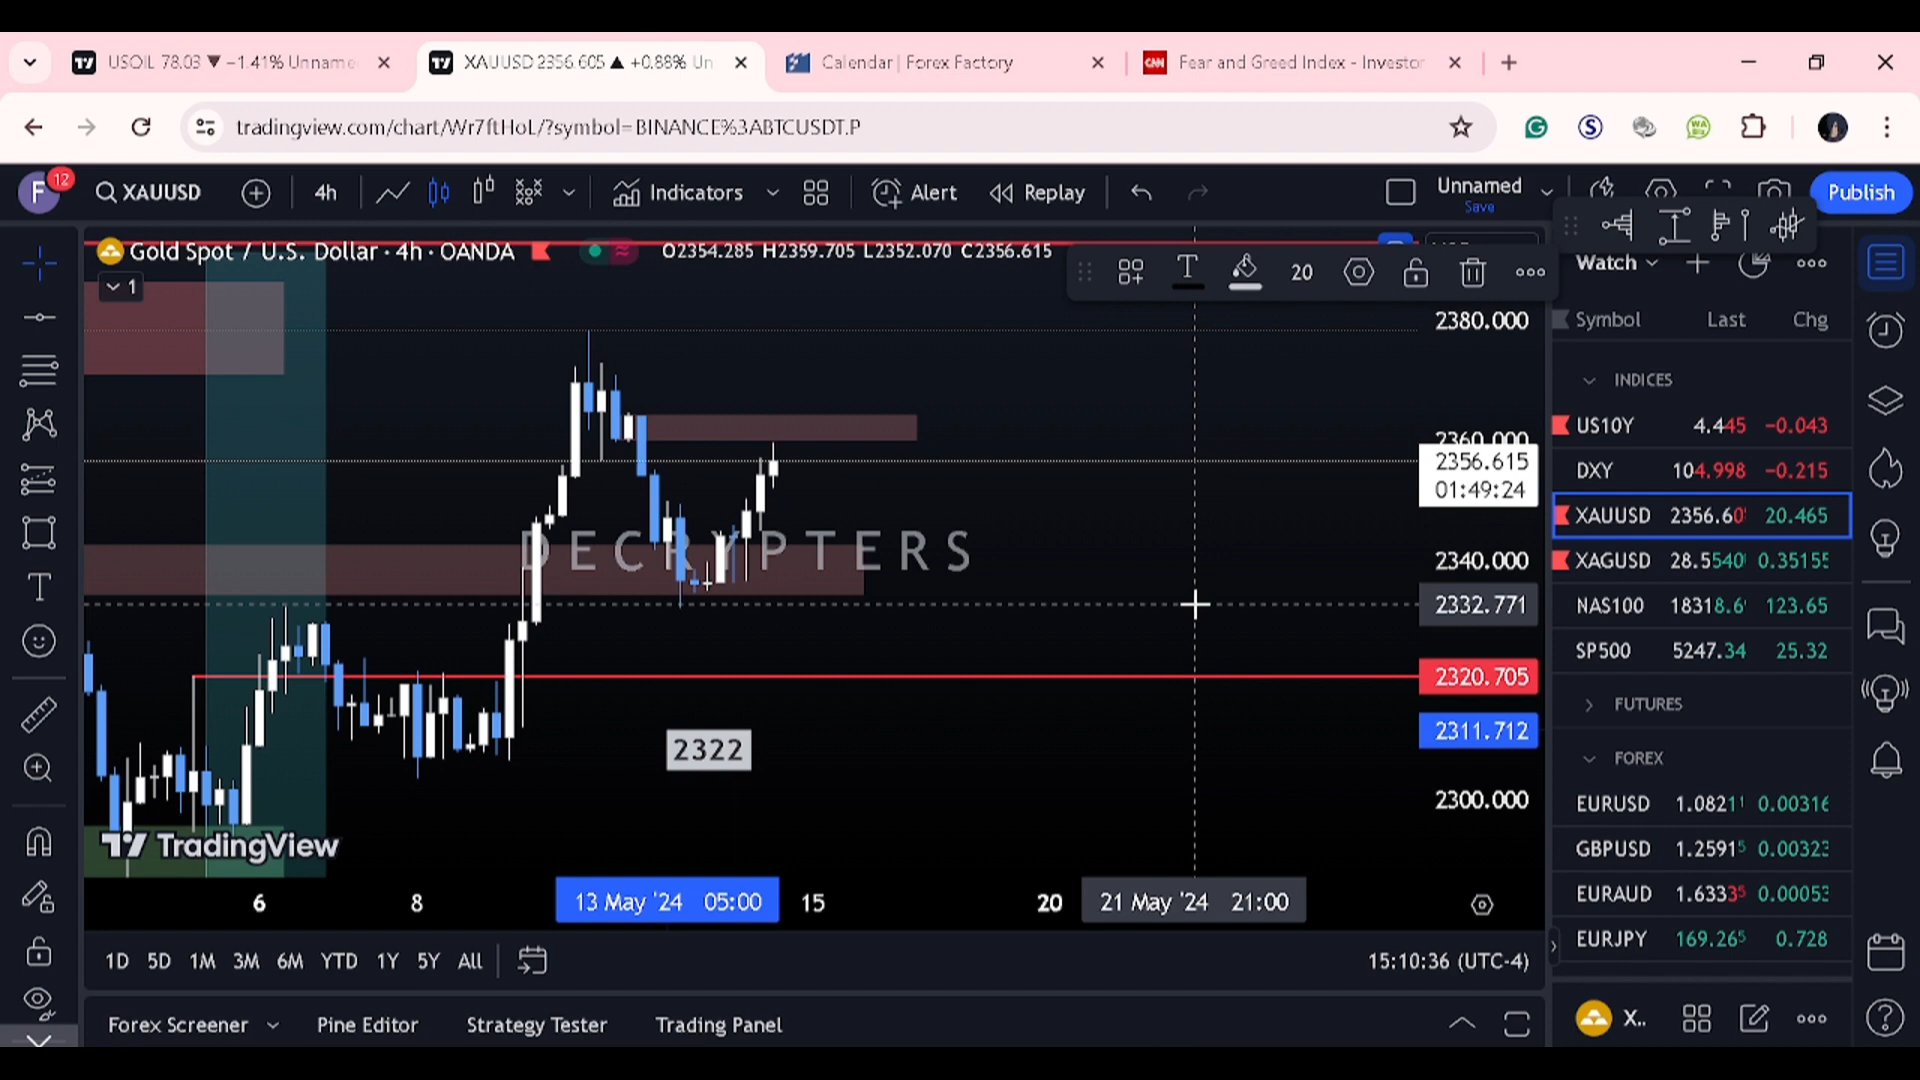 USOIL 78.03 ▼ −1.41% Unname
XAUUSD 2356.605 ▲ +0.88% Un
Calendar | Forex Factory
CNN
Fear and Greed Index - Investor
tradingview.com/chart/Wr7ftHoL/?symbol=BINANCE%3ABTCUSDT.P
F 12
XAUUSD
4h
Indicators
Alert
Replay
Unnamed
Save
Publish
Gold Spot / U.S. Dollar · 4h · OANDA
O2354.285 H2359.705 L2352.070 C2356.615
T
20
1
Watch
Symbol Last Chg
INDICES
US10Y 4.445 −0.043
DXY 104.998 −0.215
XAUUSD 2356.60 20.465
XAGUSD 28.5540 0.35155
NAS100 18318.6 123.65
SP500 5247.34 25.32
FUTURES
FOREX
EURUSD 1.08211 0.00316
GBPUSD 1.25915 0.00323
EURAUD 1.63335 0.00053
EURJPY 169.265 0.728
2380.000
2360.000
2356.615
01:49:24
2340.000
2332.771
2320.705
2311.712
2300.000
DECRYPTERS
2322
TradingView
6 8 13 May '24 05:00 15 20 21 May '24 21:00
1D 5D 1M 3M 6M YTD 1Y 5Y All
15:10:36 (UTC-4)
Forex Screener Pine Editor Strategy Tester Trading Panel
X..